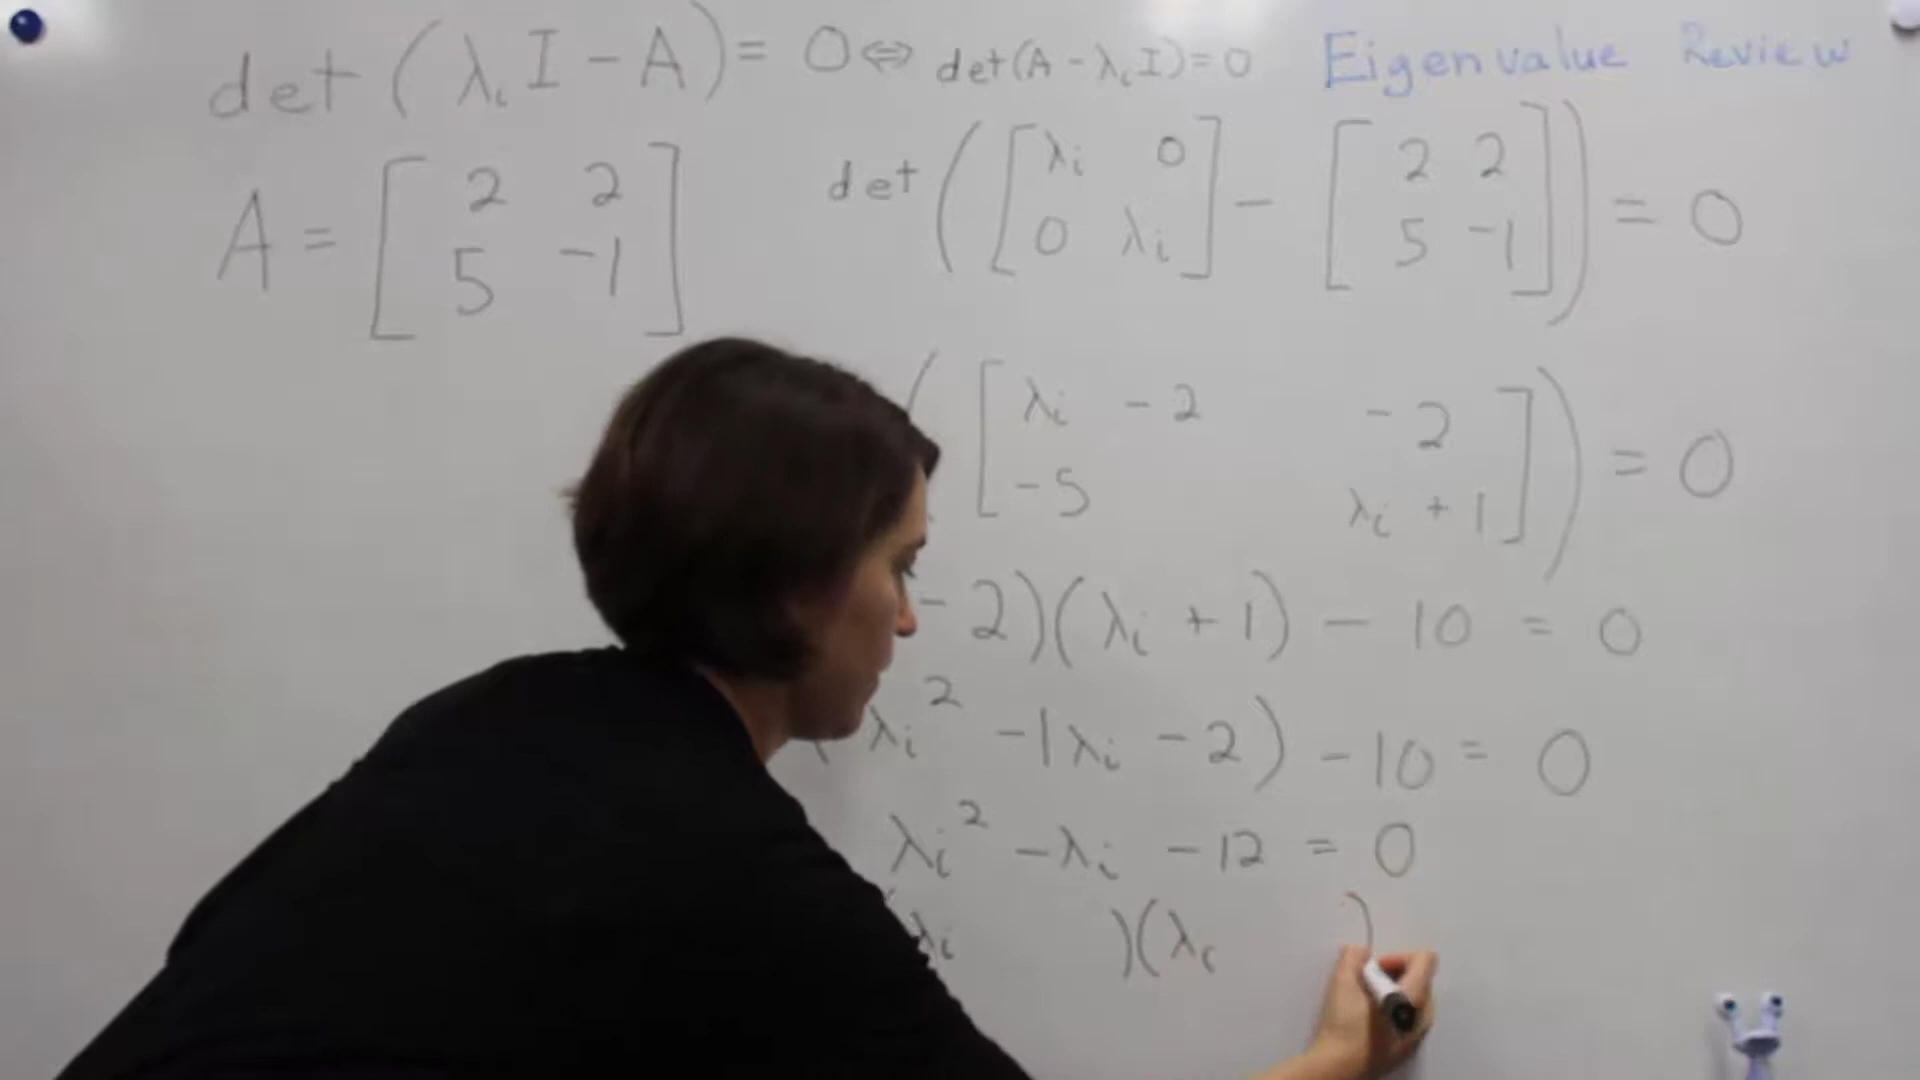 det (λᵢI - A) = 0 ⇔ det(A - λᵢI) = 0
Eigenvalue Review
A = [ 2 2
5 -1 ]
det ( [ λᵢ 0
0 λᵢ ] - [ 2 2
5 -1 ] ) = 0
( [ λᵢ - 2 -2
-5 λᵢ + 1 ] ) = 0
- 2)(λᵢ + 1) - 10 = 0
( λᵢ² - 1λᵢ - 2) - 10 = 0
λᵢ² - λᵢ - 12 = 0
(λᵢ )(λᵢ )